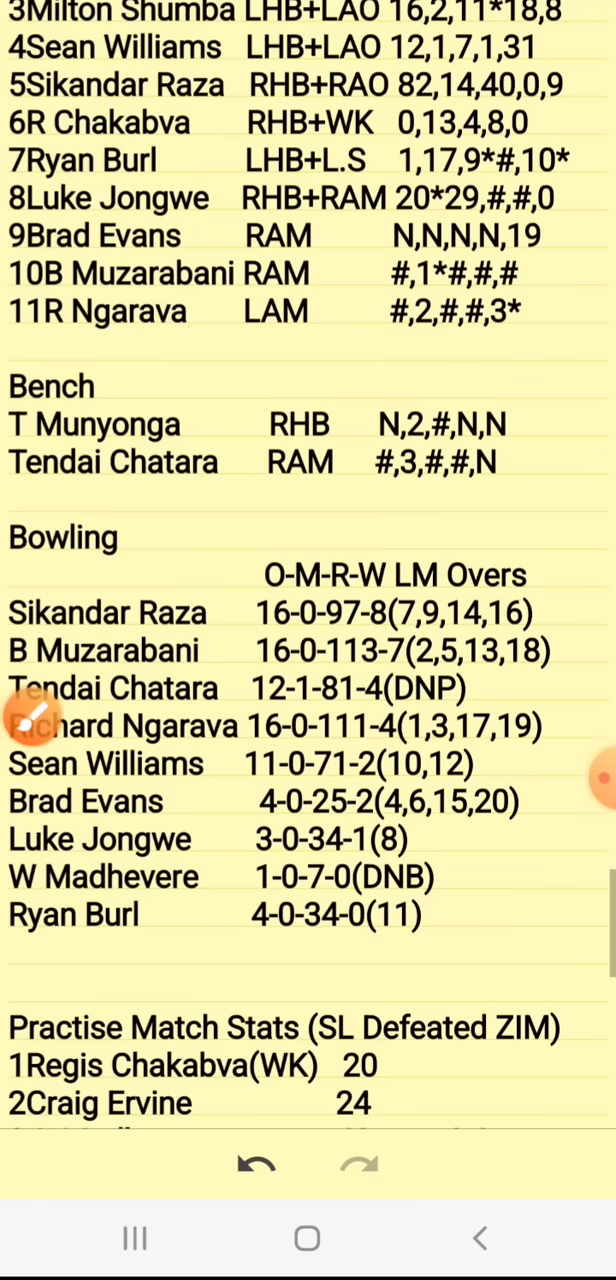 3Milton Shumba LHB+LAO 16,2,11*18,8
4Sean Williams LHB+LAO 12,1,7,1,31
5Sikandar Raza RHB+RAO 82,14,40,0,9
6R Chakabva RHB+WK 0,13,4,8,0
7Ryan Burl LHB+L.S 1,17,9*#,10*
8Luke Jongwe RHB+RAM 20*29,#,#,0
9Brad Evans RAM N,N,N,N,19
10B Muzarabani RAM #,1*#,#,#
11R Ngarava LAM #,2,#,#,3*
Bench
T Munyonga RHB N,2,#,N,N
Tendai Chatara RAM #,3,#,#,N
Bowling
O-M-R-W LM Overs
Sikandar Raza 16-0-97-8(7,9,14,16)
B Muzarabani 16-0-113-7(2,5,13,18)
Tendai Chatara 12-1-81-4(DNP)
Richard Ngarava 16-0-111-4(1,3,17,19)
Sean Williams 11-0-71-2(10,12)
Brad Evans 4-0-25-2(4,6,15,20)
Luke Jongwe 3-0-34-1(8)
W Madhevere 1-0-7-0(DNB)
Ryan Burl 4-0-34-0(11)
Practise Match Stats (SL Defeated ZIM)
1Regis Chakabva(WK) 20
2Craig Ervine 24